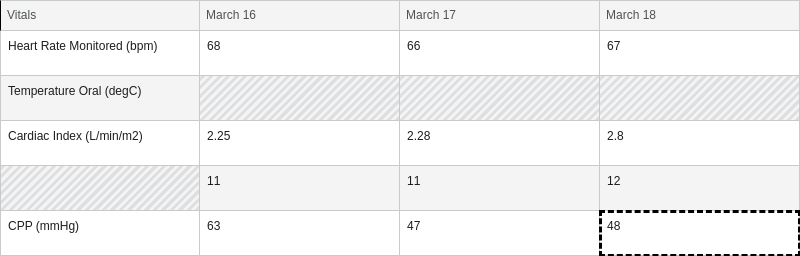 Vitals March 16 March 17 March 18
Heart Rate Monitored (bpm) 68 66 67
Temperature Oral (degC)
Cardiac Index (L/min/m2) 2.25 2.28 2.8
11 11 12
CPP (mmHg) 63 47 48